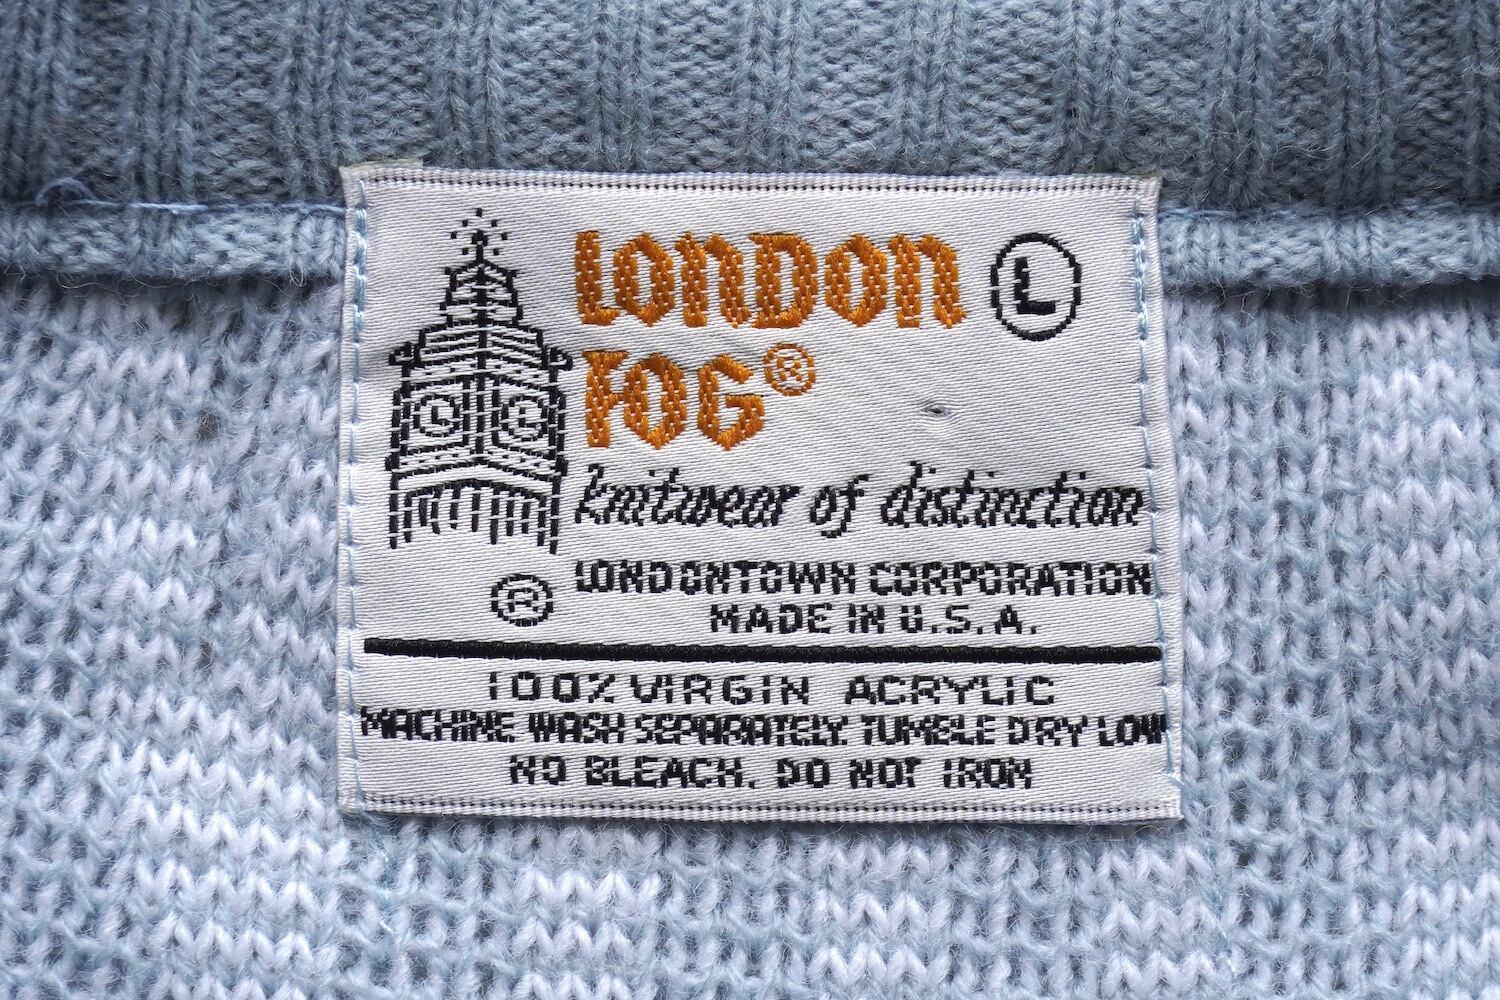 LONDON L
FOG®
L L
knitwear of distinction
® LONDONTOWN CORPORATION
MADE IN U.S.A.
100% VIRGIN ACRYLIC
MACHINE WASH SEPARATELY. TUMBLE DRY LOW
NO BLEACH. DO NOT IRON